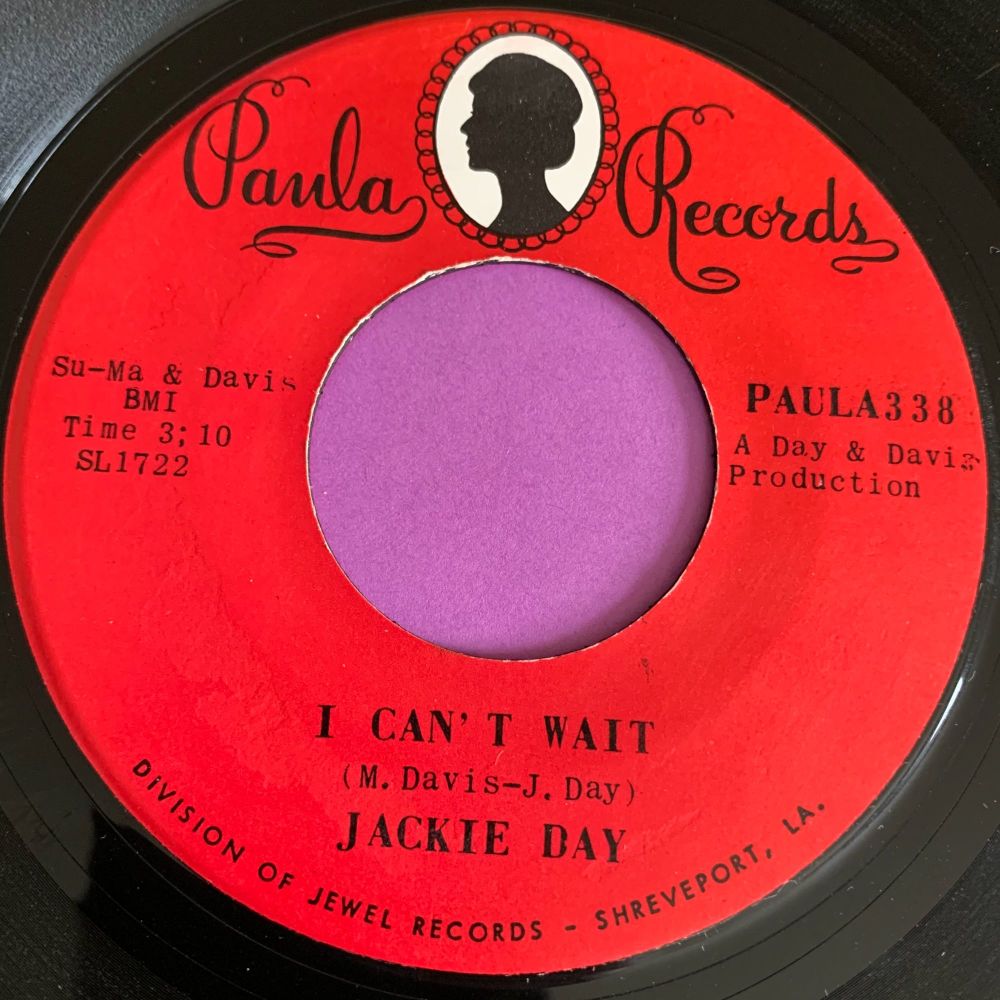 Paula Records
Su-Ma & Davis
BMI
Time 3;10
SL1722
PAULA338
A Day & Davis
Production
I CAN'T WAIT
(M. Davis-J. Day)
JACKIE DAY
DIVISION OF JEWEL RECORDS - SHREVEPORT, LA.